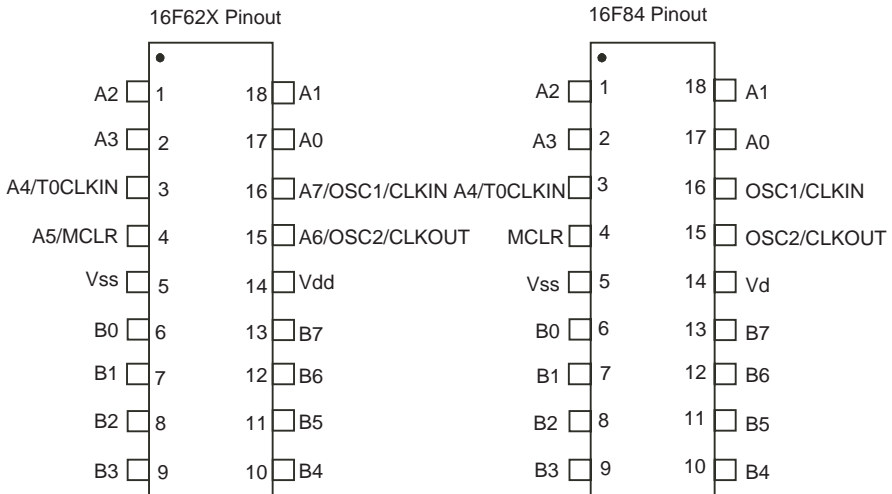 16F62X Pinout
A2 1 18 A1
A3 2 17 A0
A4/T0CLKIN 3 16 A7/OSC1/CLKIN
A5/MCLR 4 15 A6/OSC2/CLKOUT
Vss 5 14 Vdd
B0 6 13 B7
B1 7 12 B6
B2 8 11 B5
B3 9 10 B4
16F84 Pinout
A2 1 18 A1
A3 2 17 A0
A4/T0CLKIN 3 16 OSC1/CLKIN
MCLR 4 15 OSC2/CLKOUT
Vss 5 14 Vd
B0 6 13 B7
B1 7 12 B6
B2 8 11 B5
B3 9 10 B4